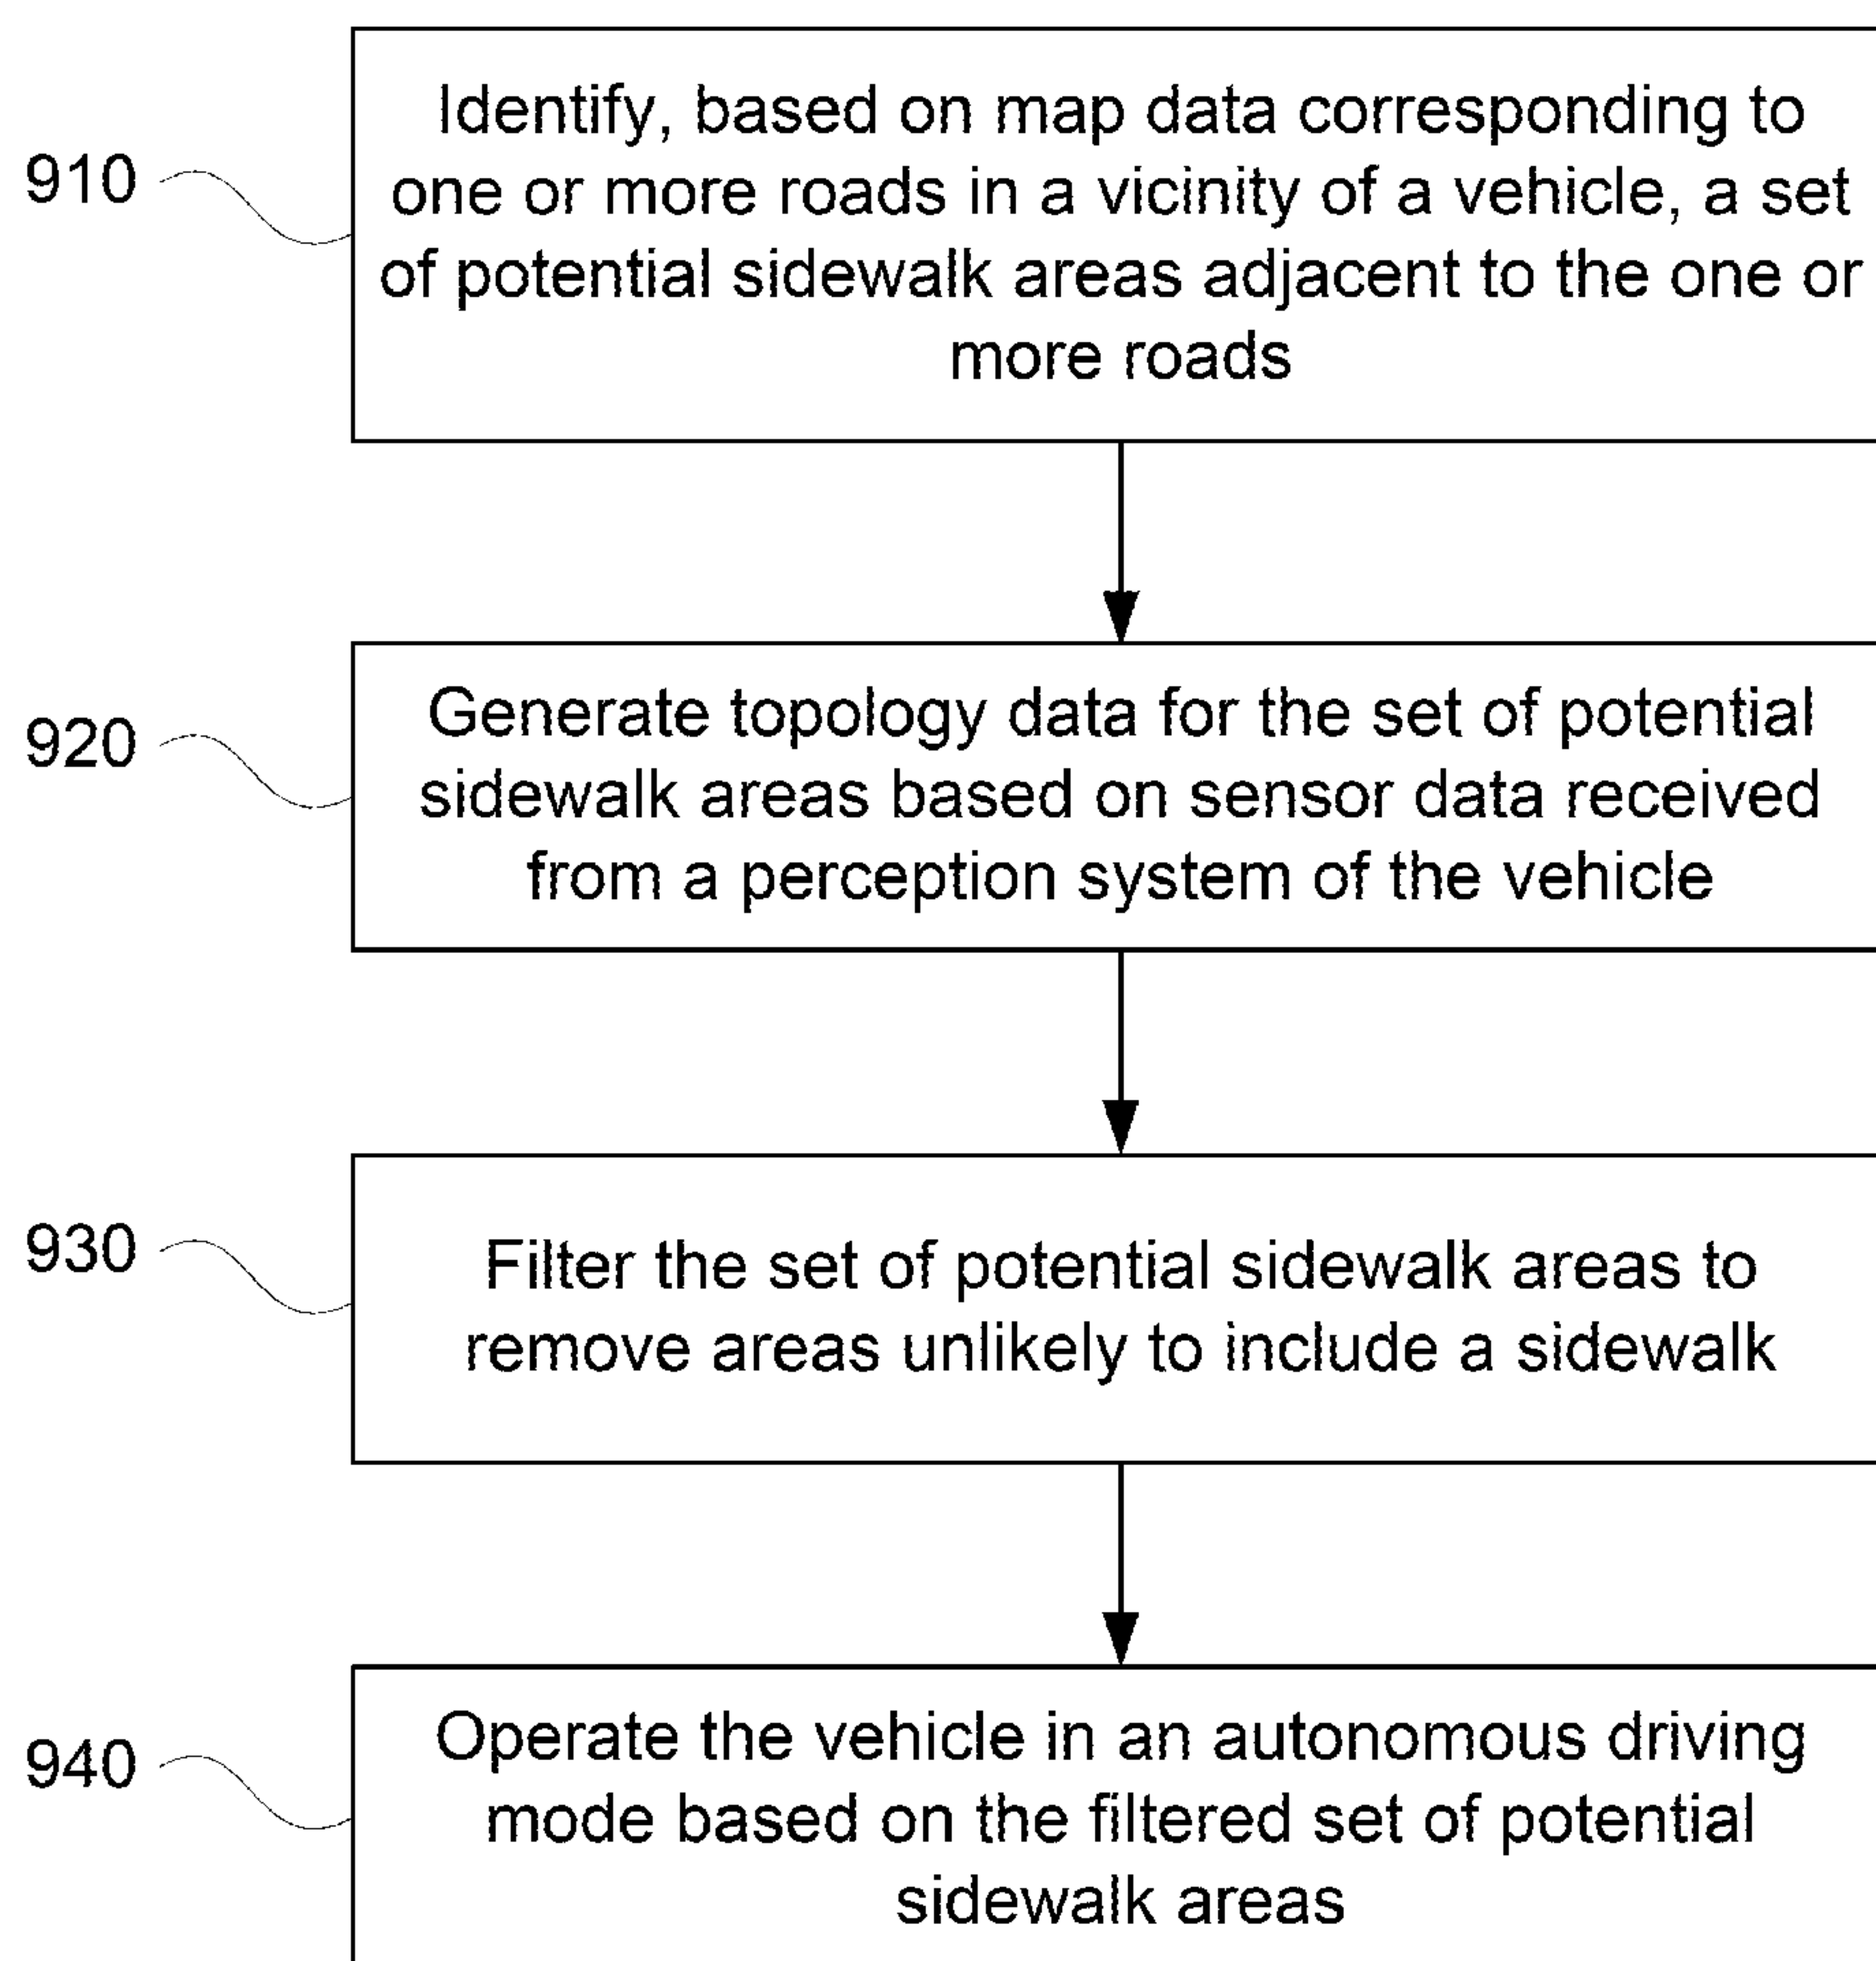 910
Identify, based on map data corresponding to
one or more roads in a vicinity of a vehicle, a set
of potential sidewalk areas adjacent to the one or
more roads
920
Generate topology data for the set of potential
sidewalk areas based on sensor data received
from a perception system of the vehicle
930
Filter the set of potential sidewalk areas to
remove areas unlikely to include a sidewalk
940
Operate the vehicle in an autonomous driving
mode based on the filtered set of potential
sidewalk areas